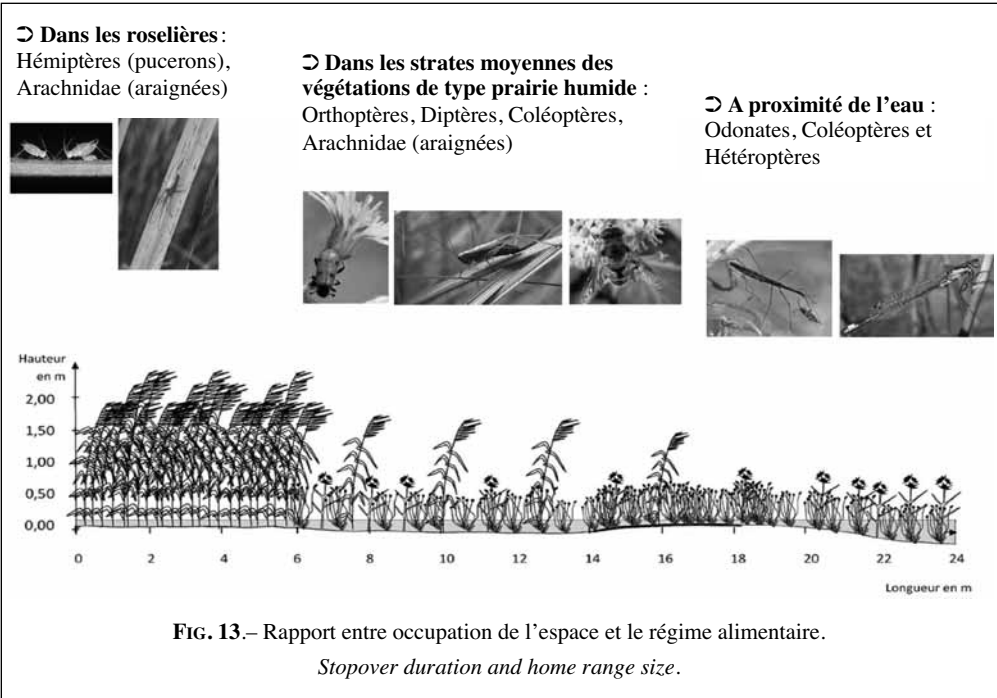 ➲ Dans les roselières :
Hémiptères (pucerons),
Arachnidae (araignées)
➲ Dans les strates moyennes des
végétations de type prairie humide :
Orthoptères, Diptères, Coléoptères,
Arachnidae (araignées)
➲ A proximité de l’eau :
Odonates, Coléoptères et
Hétéroptères
Hauteur
en m
2,00
1,50
1,00
0,50
0,00
0 2 4 6 8 10 12 14 16 18 20 22 24
Longueur en m
FIG. 13.– Rapport entre occupation de l’espace et le régime alimentaire.
Stopover duration and home range size.